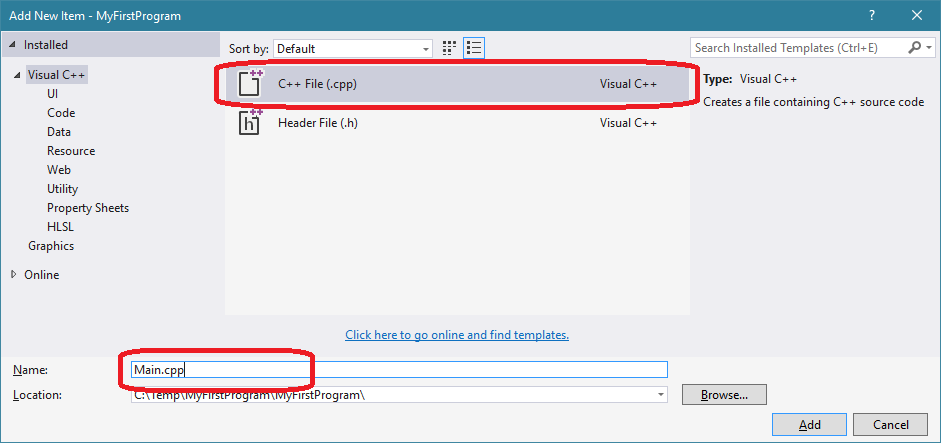 Add New Item - MyFirstProgram
?
Installed
Sort by: Default
Search Installed Templates (Ctrl+E)
Visual C++
UI
Code
Data
Resource
Web
Utility
Property Sheets
HLSL
Graphics
Online
++
C++ File (.cpp) Visual C++
++
h
Header File (.h) Visual C++
Type: Visual C++
Creates a file containing C++ source code
Click here to go online and find templates.
Name: Main.cpp
Location: C:\Temp\MyFirstProgram\MyFirstProgram\
Browse...
Add Cancel